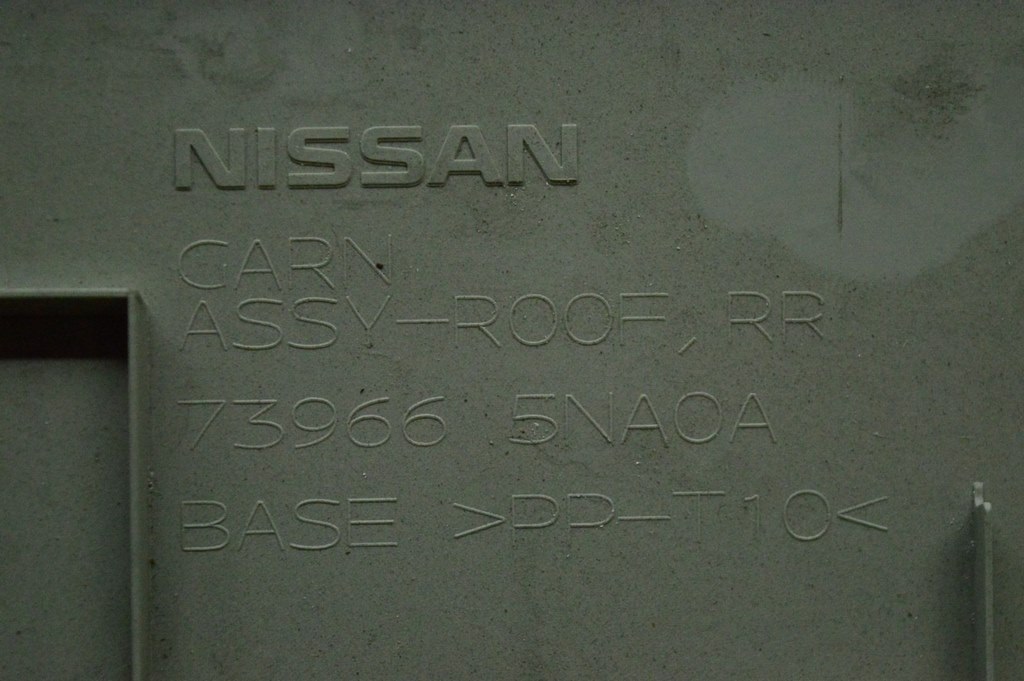 NISSAN
CARN
ASSY-ROOF, RR
73966 5NA0A
BASE >PP-T10<